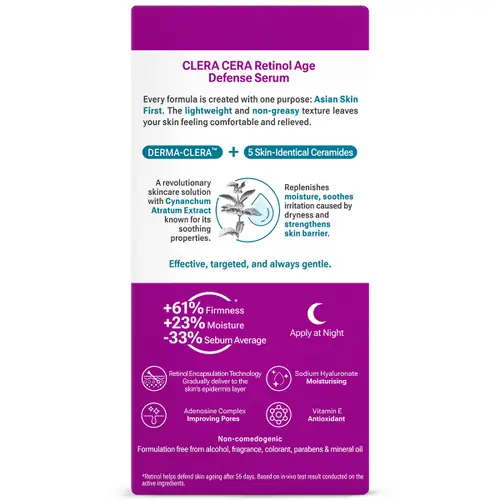 CLERA CERA Retinol Age
Defense Serum
Every formula is created with one purpose: Asian Skin
First. The lightweight and non-greasy texture leaves
your skin feeling comfortable and relieved.
DERMA-CLERA™ + 5 Skin-Identical Ceramides
A revolutionary
skincare solution
with Cynanchum
Atratum Extract
known for its
soothing
properties.
Replenishes
moisture, soothes
irritation caused by
dryness and
strengthens
skin barrier.
Effective, targeted, and always gentle.
+61% Firmness*
+23% Moisture
-33% Sebum Average
Apply at Night
Retinol Encapsulation Technology
Gradually deliver to the
skin's epidermis layer
Sodium Hyaluronate
Moisturising
Adenosine Complex
Improving Pores
Vitamin E
Antioxidant
Non-comedogenic
Formulation free from alcohol, fragrance, colorant, parabens & mineral oil
*Retinol helps defend skin ageing after 56 days. Based on in-vivo test result conducted on the
active ingredients.